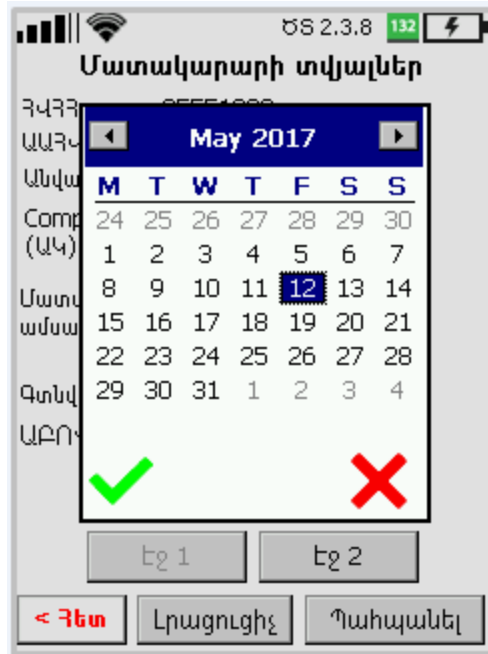 ԾՏ 2.3.8 132
Մատակարարի տվյալներ
ՀՎՀՀ
May 2017
M T W T F S S
24 25 26 27 28 29 30
1 2 3 4 5 6 7
8 9 10 11 12 13 14
15 16 17 18 19 20 21
22 23 24 25 26 27 28
29 30 31 1 2 3 4
(ԱԿ)
Էջ 1 Էջ 2
< Հետ Լրացուցիչ Պահպանել